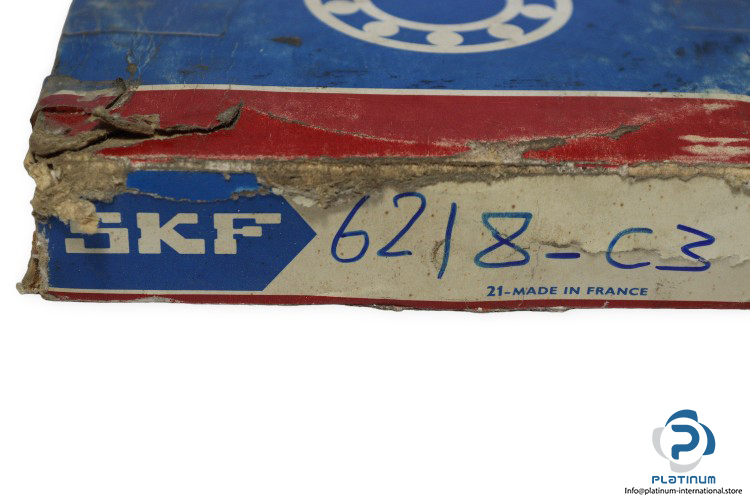 SKF 6218-C3
21-MADE IN FRANCE
PLATINUM
Info@platinum-international.store